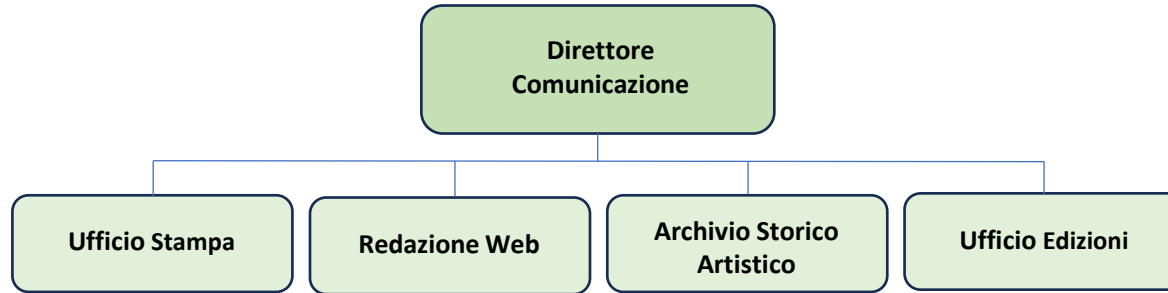 Direttore
Comunicazione
Ufficio Stampa
Redazione Web
Archivio Storico
Artistico
Ufficio Edizioni